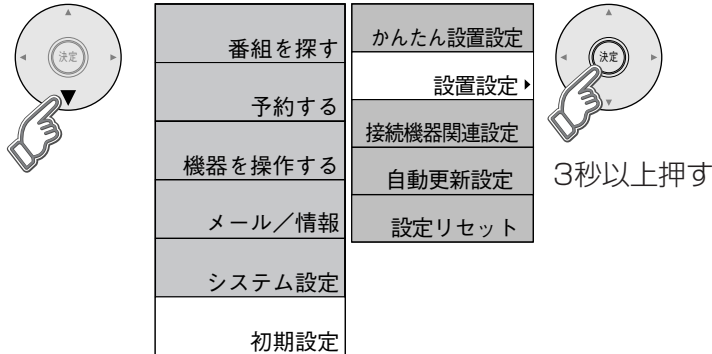 決定
番組を探す
予約する
機器を操作する
メール／情報
システム設定
初期設定
かんたん設置設定
設置設定
接続機器関連設定
自動更新設定
設定リセット
決定
3秒以上押す